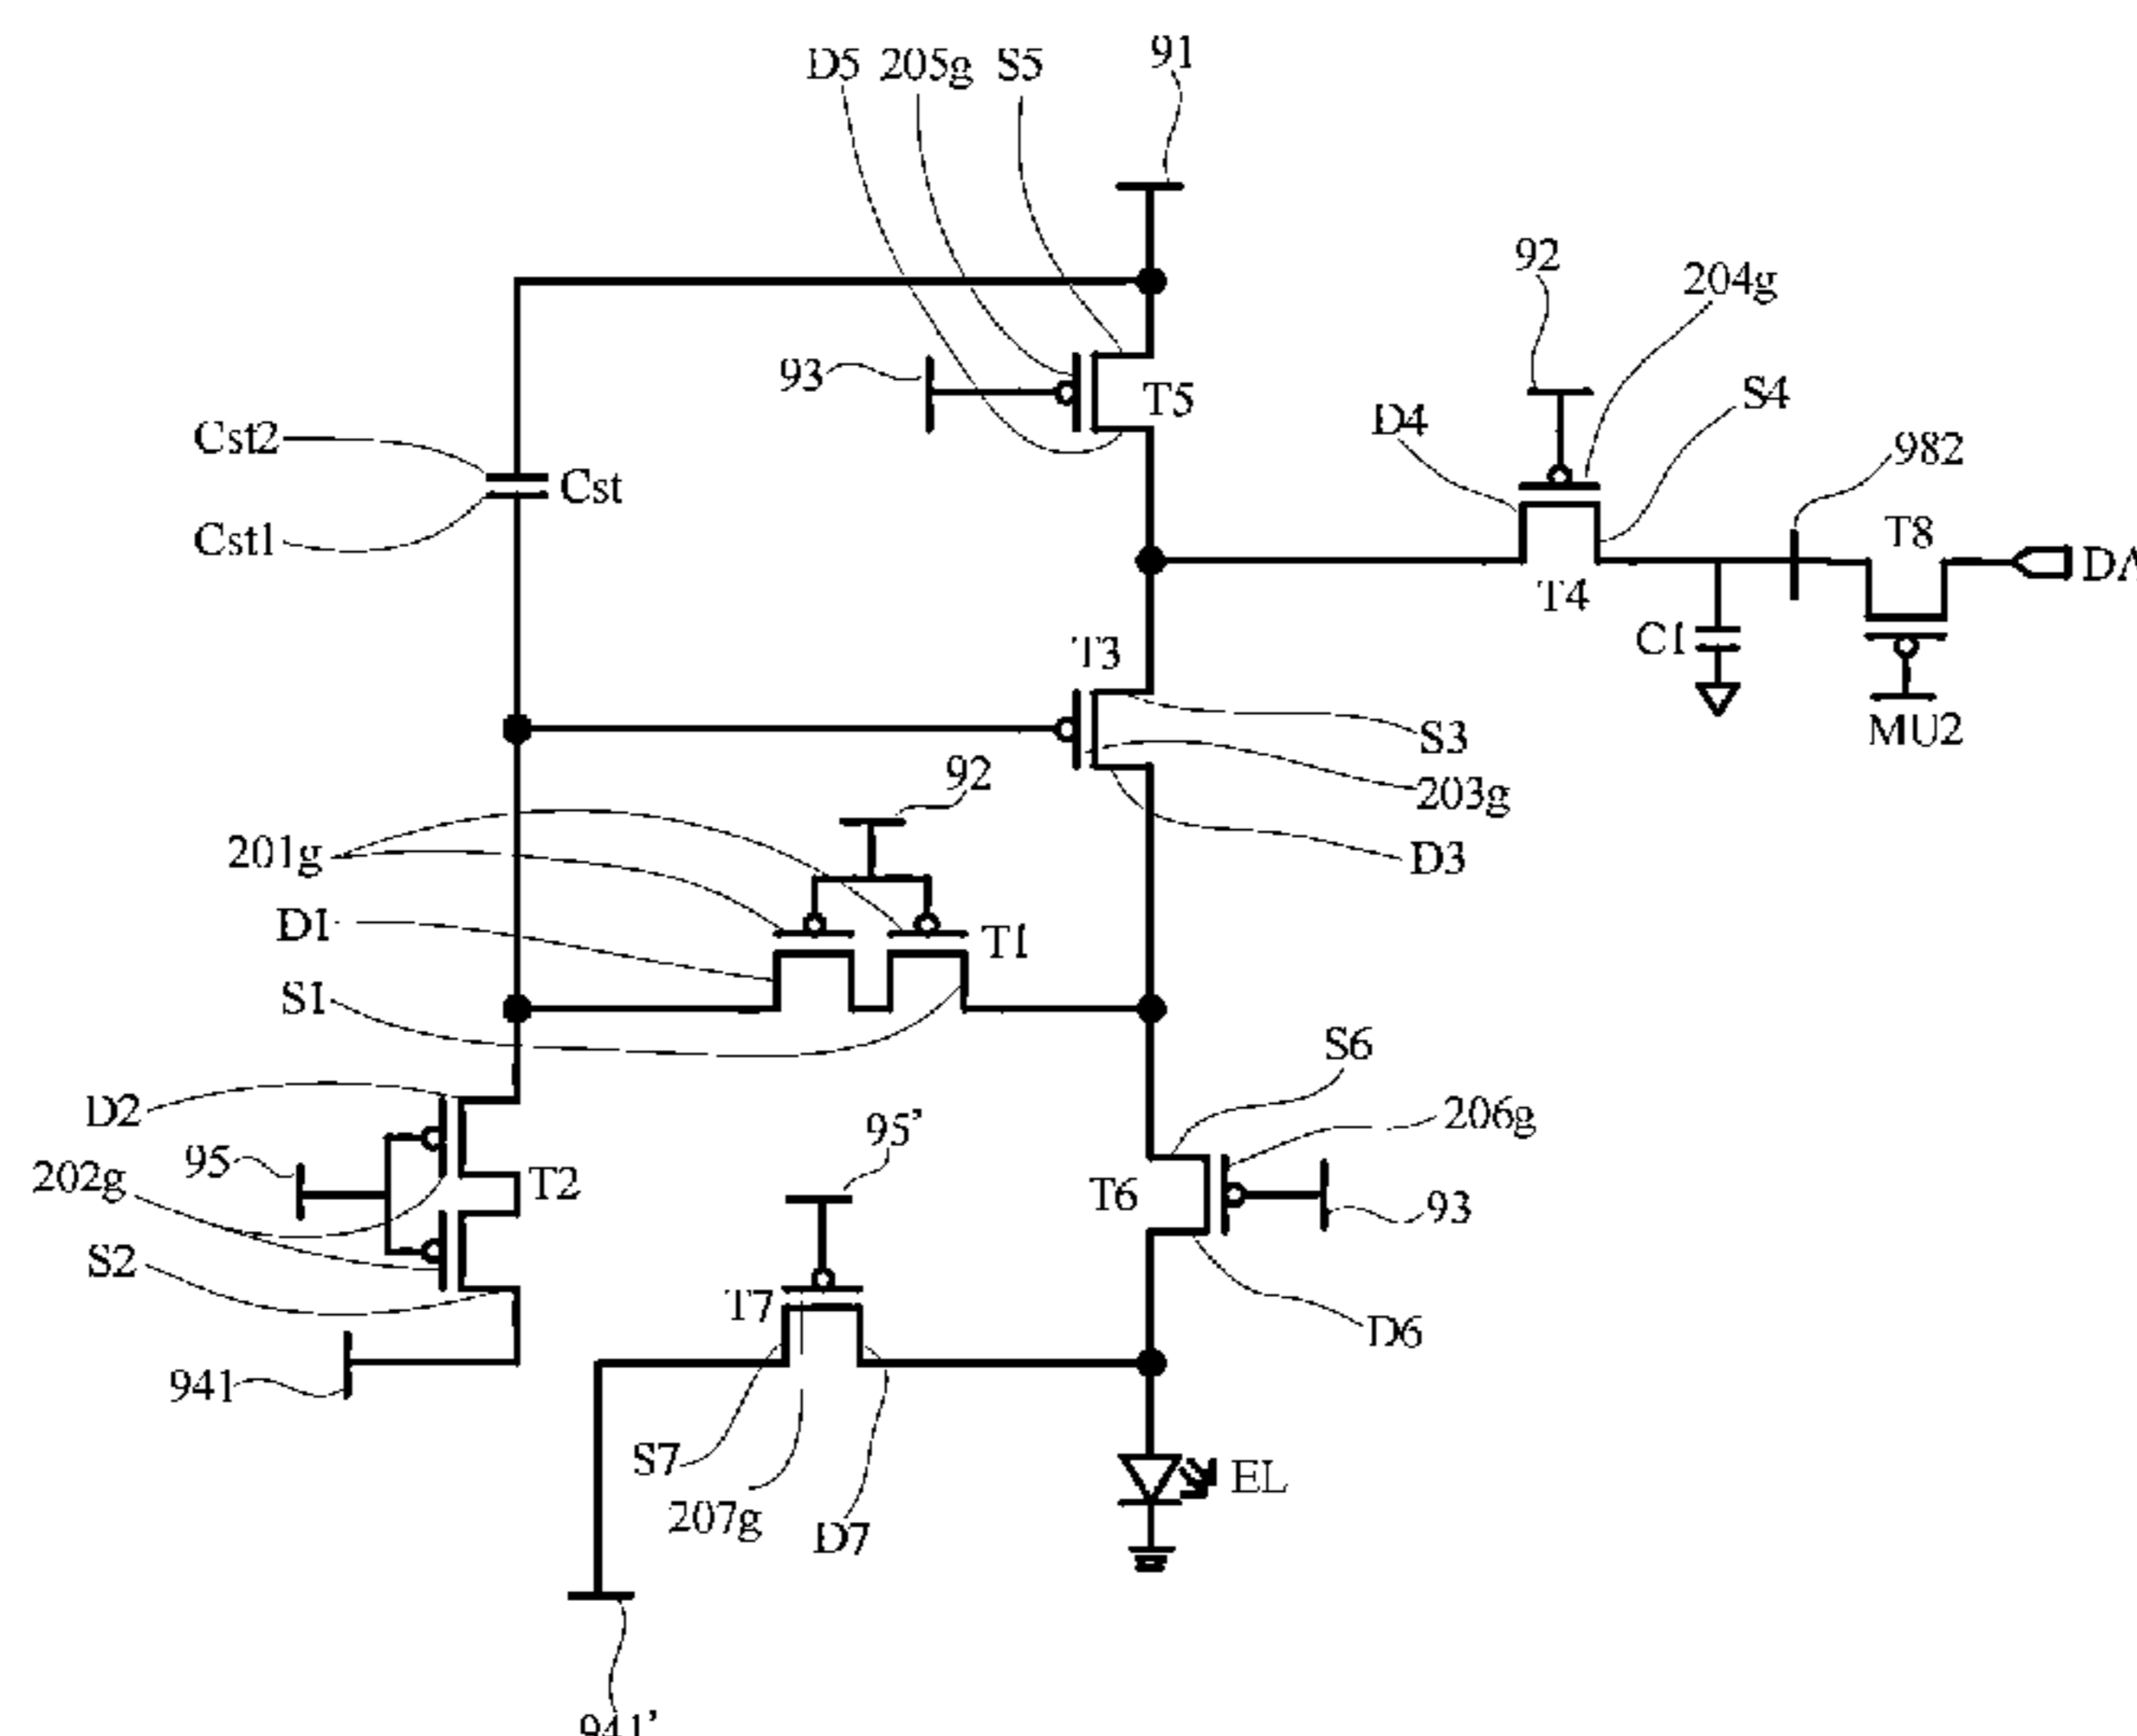 D5 205g S5 91
92 204g
93 T5 D4 S4
Cst2 982
Cst Cst1 T8
DA
T4
T3 C1
S3 MU2
92 203g
201g D3
D1 T1
S1
S6
D2 95' 206g
95
202g T2 T6 93
S2
T7 D6
941
S7 EL
207g D7
941'